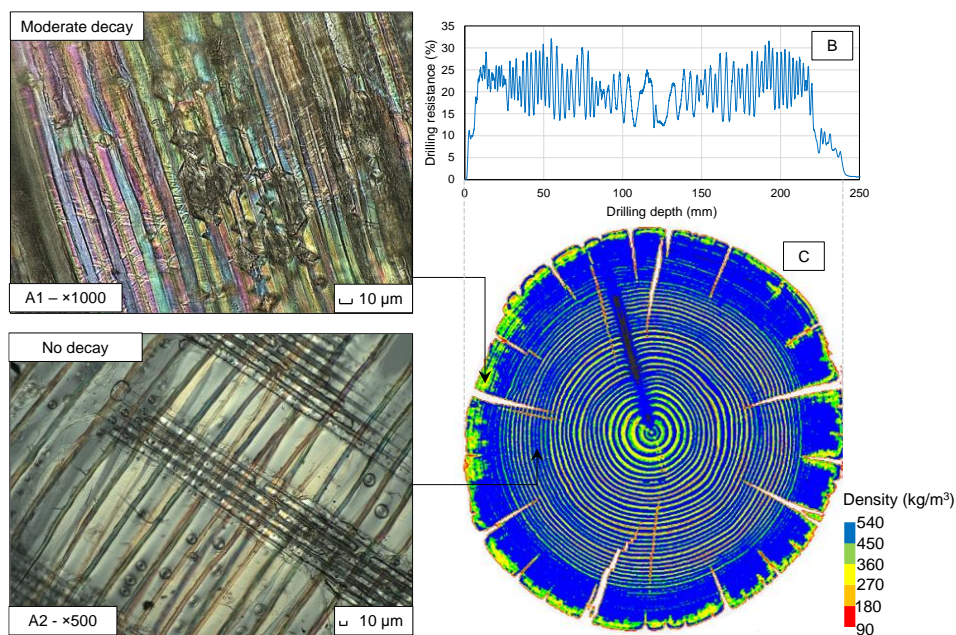 Moderate decay
A1 – ×1000
10 µm
No decay
A2 - ×500
10 µm
B
Drilling resistance (%)
35
30
25
20
15
10
5
0
0
50
100
150
200
250
Drilling depth (mm)
C
Density (kg/m³)
540
450
360
270
180
90